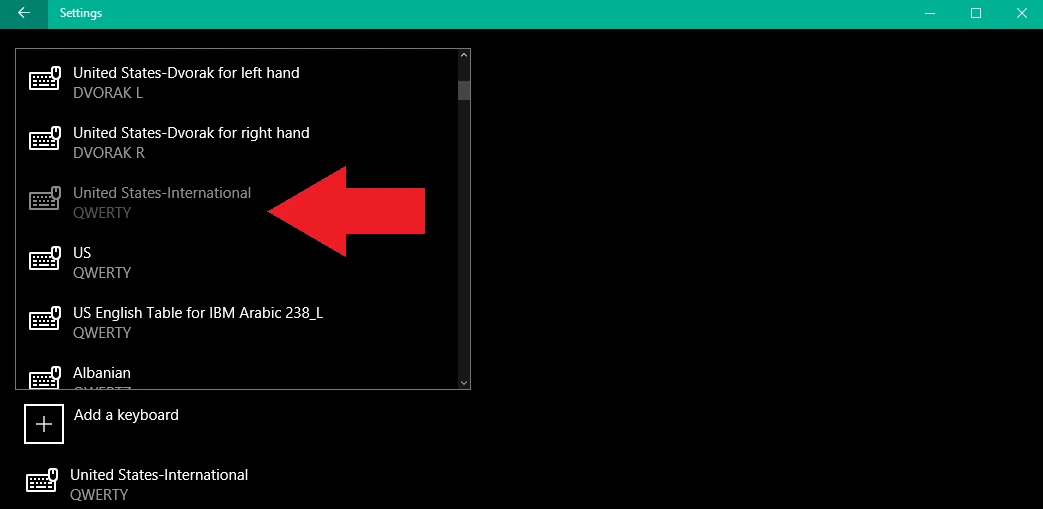 Settings
United States-Dvorak for left hand
DVORAK L
United States-Dvorak for right hand
DVORAK R
United States-International
QWERTY
US
QWERTY
US English Table for IBM Arabic 238_L
QWERTY
Albanian
QWERTZ
Add a keyboard
United States-International
QWERTY